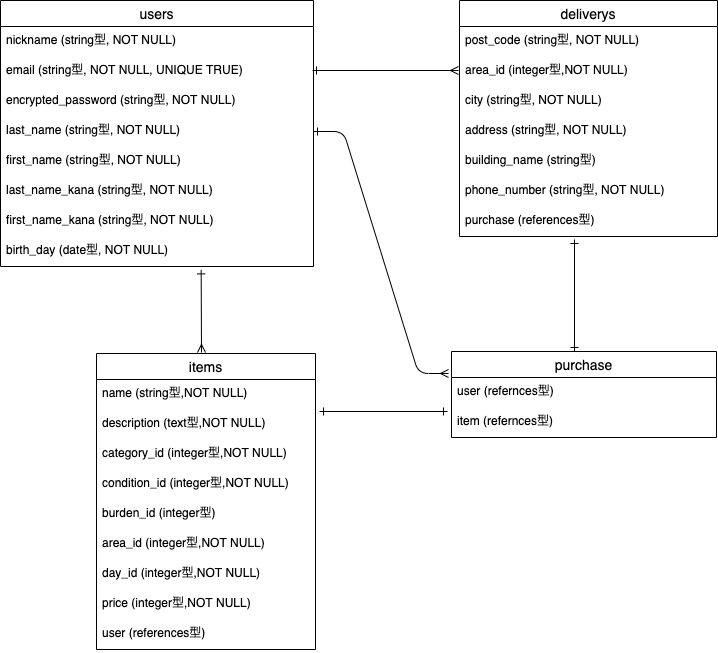 users
nickname (string型, NOT NULL)
email (string型, NOT NULL, UNIQUE TRUE)
encrypted_password (string型, NOT NULL)
last_name (string型, NOT NULL)
first_name (string型, NOT NULL)
last_name_kana (string型, NOT NULL)
first_name_kana (string型, NOT NULL)
birth_day (date型, NOT NULL)
deliverys
post_code (string型, NOT NULL)
area_id (integer型,NOT NULL)
city (string型, NOT NULL)
address (string型, NOT NULL)
building_name (string型)
phone_number (string型, NOT NULL)
purchase (references型)
items
name (string型,NOT NULL)
description (text型,NOT NULL)
category_id (integer型,NOT NULL)
condition_id (integer型,NOT NULL)
burden_id (integer型)
area_id (integer型,NOT NULL)
day_id (integer型,NOT NULL)
price (integer型,NOT NULL)
user (references型)
purchase
user (refernces型)
item (refernces型)